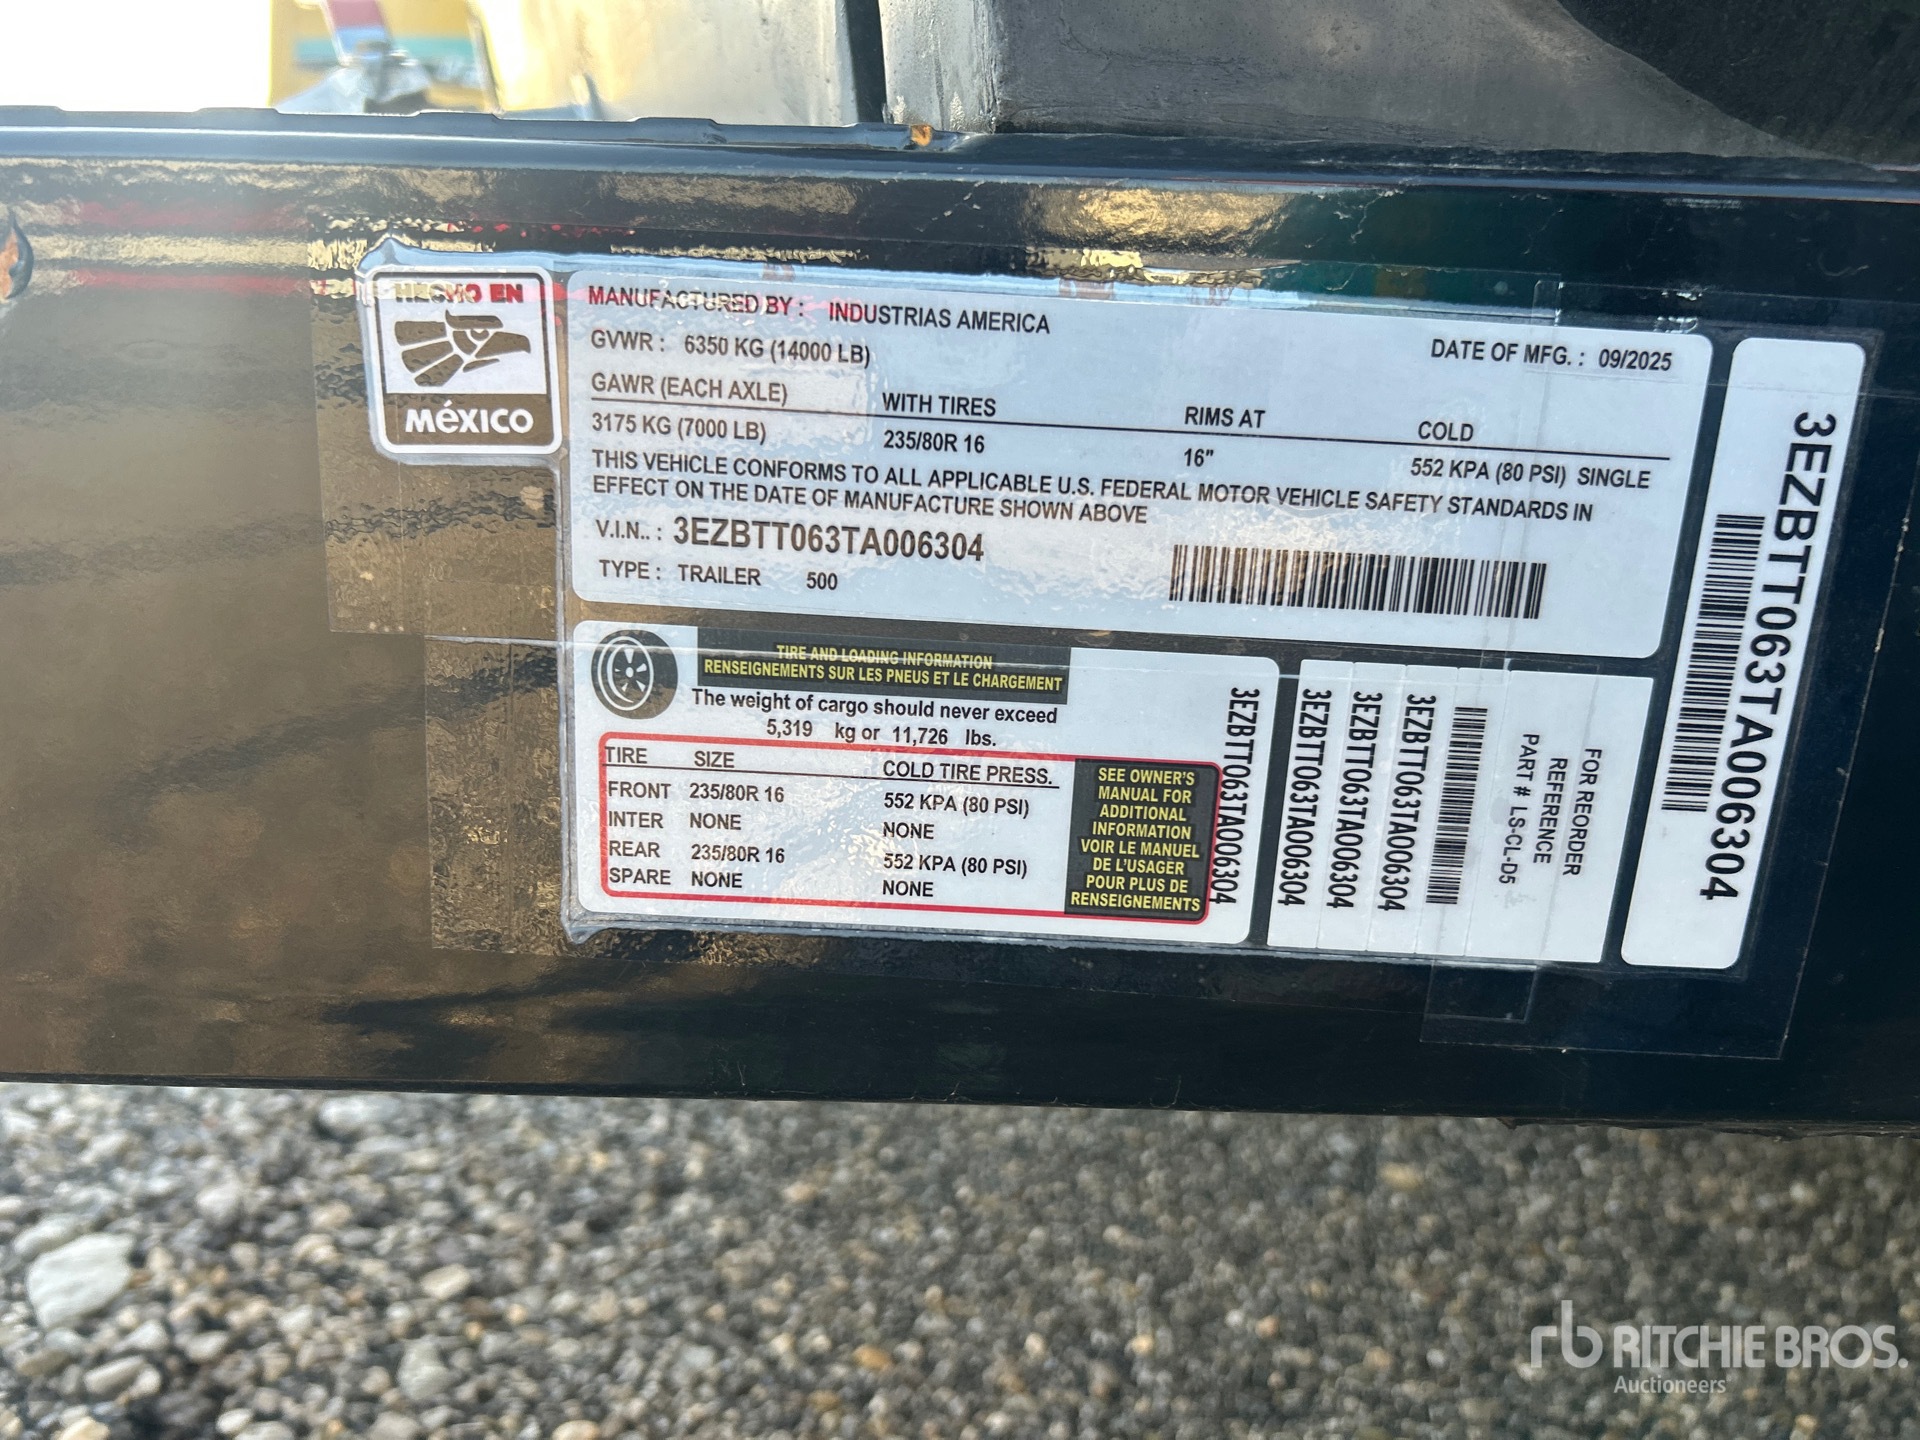 HECHO EN
MéXICO
MANUFACTURED BY : INDUSTRIAS AMERICA
GVWR : 6350 KG (14000 LB)
DATE OF MFG. : 09/2025
GAWR (EACH AXLE) WITH TIRES RIMS AT COLD
3175 KG (7000 LB) 235/80R 16 16" 552 KPA (80 PSI) SINGLE
THIS VEHICLE CONFORMS TO ALL APPLICABLE U.S. FEDERAL MOTOR VEHICLE SAFETY STANDARDS IN
EFFECT ON THE DATE OF MANUFACTURE SHOWN ABOVE
V.I.N.. : 3EZBTT063TA006304
TYPE : TRAILER 500
TIRE AND LOADING INFORMATION
RENSEIGNEMENTS SUR LES PNEUS ET LE CHARGEMENT
The weight of cargo should never exceed
5,319 kg or 11,726 lbs.
TIRE SIZE COLD TIRE PRESS.
FRONT 235/80R 16 552 KPA (80 PSI)
INTER NONE NONE
REAR 235/80R 16 552 KPA (80 PSI)
SPARE NONE NONE
SEE OWNER'S
MANUAL FOR
ADDITIONAL
INFORMATION
VOIR LE MANUEL
DE L'USAGER
POUR PLUS DE
RENSEIGNEMENTS
3EZBTT063TA006304
3EZBTT063TA006304
3EZBTT063TA006304
3EZBTT063TA006304
FOR REORDER
REFERENCE
PART # LS-CL-D5
3EZBTT063TA006304
rb RITCHIE BROS.
Auctioneers